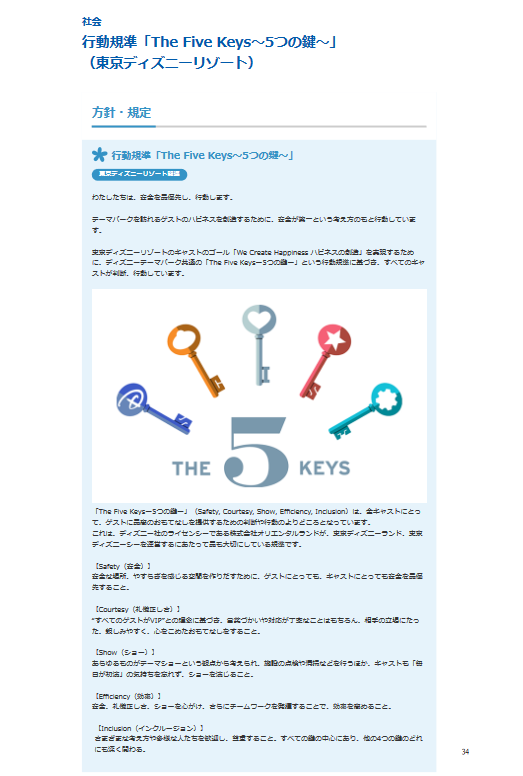 社会
行動規準「The Five Keys～5つの鍵～」
（東京ディズニーリゾート）
方針・規定
行動規準「The Five Keys～5つの鍵～」
東京ディズニーリゾート関連
わたしたちは、安全を最優先し、行動します。
テーマパークを訪れるゲストのハピネスを創造するために、安全が第一という考え方のもと行動していま
す。
東京ディズニーリゾートのキャストのゴール「We Create Happiness ハピネスの創造」を実現するため
に、ディズニーテーマパーク共通の「The Five Keys－5つの鍵－」という行動規準に基づき、すべてのキャ
ストが判断、行動しています。
THE 5 KEYS
「The Five Keys－5つの鍵－」（Safety, Courtesy, Show, Efficiency, Inclusion）は、全キャストにとっ
て、ゲストに最高のおもてなしを提供するための判断や行動のよりどころとなっています。
これは、ディズニー社のライセンシーである株式会社オリエンタルランドが、東京ディズニーランド、東京
ディズニーシーを運営するにあたって最も大切にしている規準です。
【Safety（安全）】
安全な場所、やすらぎを感じる空間を作りだすために、ゲストにとっても、キャストにとっても安全を最優
先すること。
【Courtesy（礼儀正しさ）】
“すべてのゲストがVIP”との理念に基づき、言葉づかいや対応が丁寧なことはもちろん、相手の立場にたっ
た、親しみやすく、心をこめたおもてなしをすること。
【Show（ショー）】
あらゆるものがテーマショーという観点から考えられ、施設の点検や清掃などを行うほか、キャストも「毎
日が初演」の気持ちを忘れず、ショーを演じること。
【Efficiency（効率）】
安全、礼儀正しさ、ショーを心がけ、さらにチームワークを発揮することで、効率を高めること。
【Inclusion（インクルージョン）】
さまざまな考え方や多様な人たちを歓迎し、尊重すること。すべての鍵の中心にあり、他の4つの鍵のどれ
にも深く関わる。
34